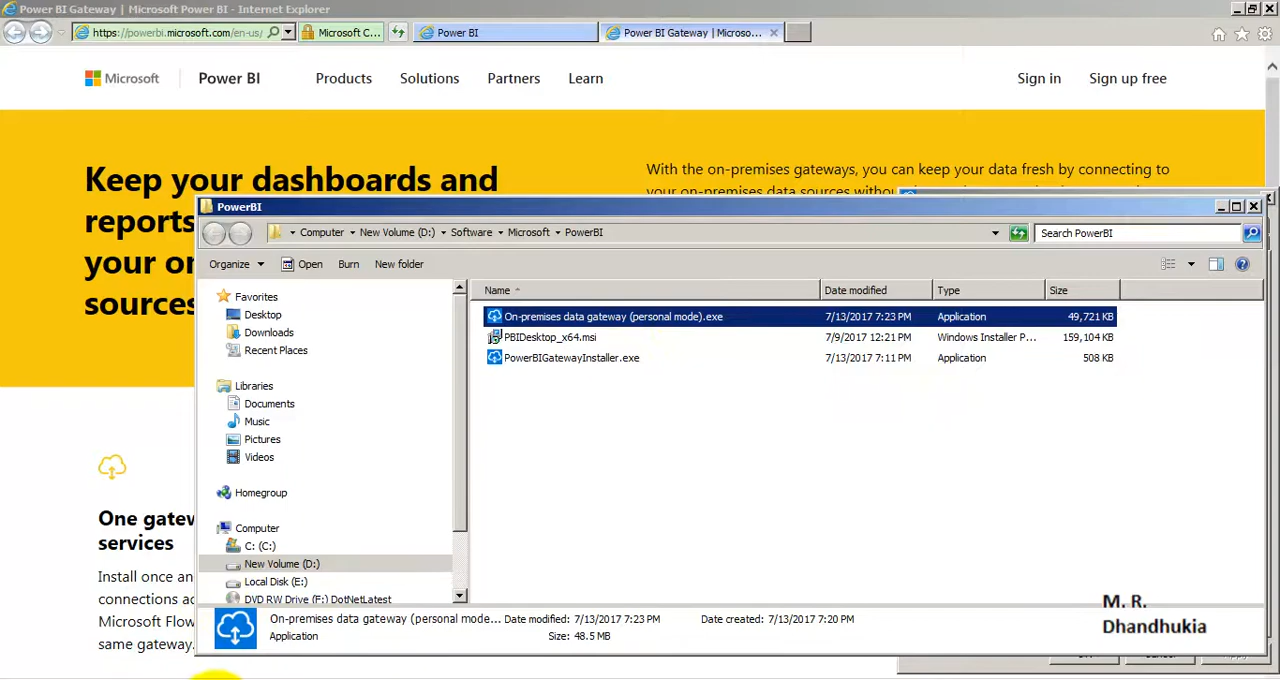 Power BI Gateway | Microsoft Power BI - Internet Explorer
https://powerbi.microsoft.com/en-us/
Microsoft C...
Power BI
Power BI Gateway | Microso...
Microsoft
Power BI
Products
Solutions
Partners
Learn
Sign in
Sign up free
Keep your dashboards and
reports
your on
sources
With the on-premises gateways, you can keep your data fresh by connecting to
your on-premises data sources without
PowerBI
Computer
New Volume (D:)
Software
Microsoft
PowerBI
Search PowerBI
Organize
Open
Burn
New folder
Favorites
Desktop
Downloads
Recent Places
Libraries
Documents
Music
Pictures
Videos
Homegroup
Computer
C: (C:)
New Volume (D:)
Local Disk (E:)
DVD RW Drive (F:) DotNetLatest
Name
Date modified
Type
Size
On-premises data gateway (personal mode).exe 7/13/2017 7:23 PM Application 49,721 KB
PBIDesktop_x64.msi 7/9/2017 12:21 PM Windows Installer P... 159,104 KB
PowerBIGatewayInstaller.exe 7/13/2017 7:11 PM Application 508 KB
On-premises data gateway (personal mode... Date modified: 7/13/2017 7:23 PM Date created: 7/13/2017 7:20 PM
Application Size: 48.5 MB
One gatew
services
Install once an
connections ac
Microsoft Flow
same gateway.
M. R.
Dhandhukia